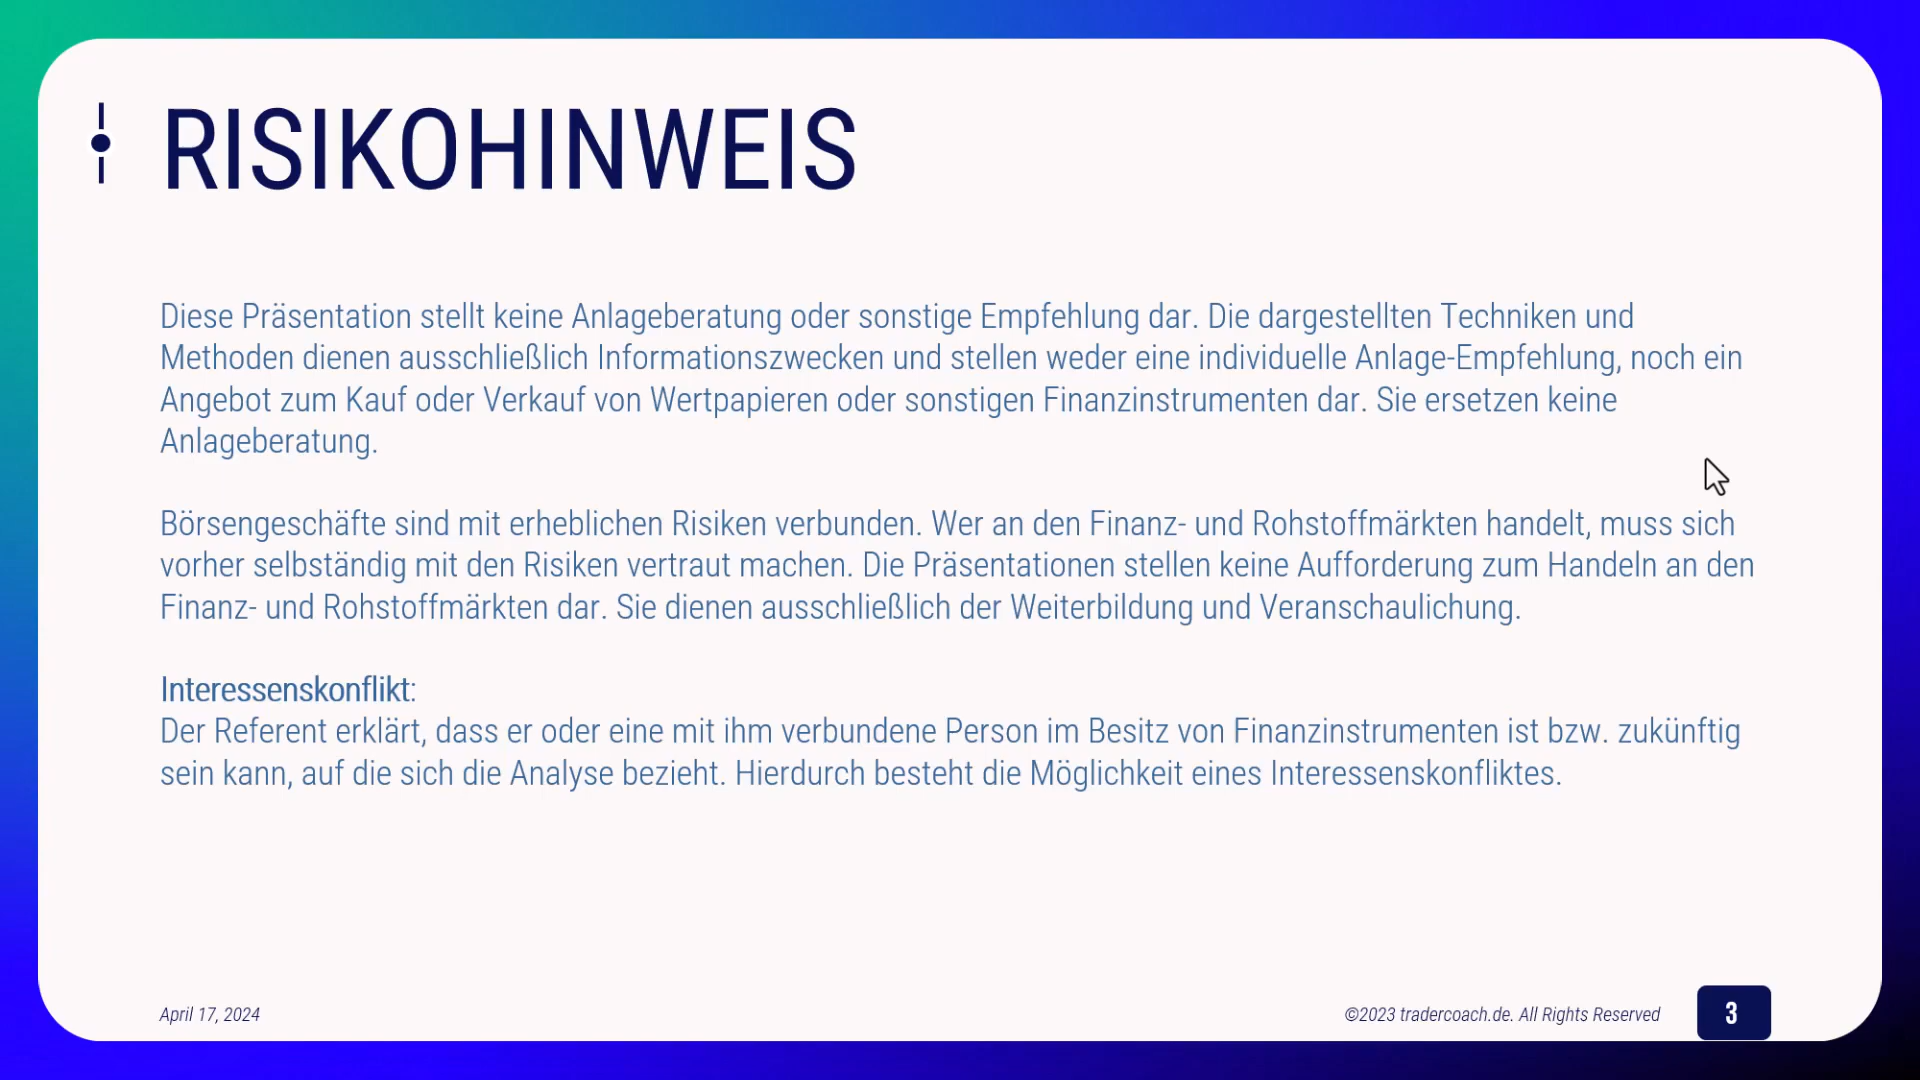 RISIKOHINWEIS
Diese Präsentation stellt keine Anlageberatung oder sonstige Empfehlung dar. Die dargestellten Techniken und
Methoden dienen ausschließlich Informationszwecken und stellen weder eine individuelle Anlage-Empfehlung, noch ein
Angebot zum Kauf oder Verkauf von Wertpapieren oder sonstigen Finanzinstrumenten dar. Sie ersetzen keine
Anlageberatung.
Börsengeschäfte sind mit erheblichen Risiken verbunden. Wer an den Finanz- und Rohstoffmärkten handelt, muss sich
vorher selbständig mit den Risiken vertraut machen. Die Präsentationen stellen keine Aufforderung zum Handeln an den
Finanz- und Rohstoffmärkten dar. Sie dienen ausschließlich der Weiterbildung und Veranschaulichung.
Interessenskonflikt:
Der Referent erklärt, dass er oder eine mit ihm verbundene Person im Besitz von Finanzinstrumenten ist bzw. zukünftig
sein kann, auf die sich die Analyse bezieht. Hierdurch besteht die Möglichkeit eines Interessenskonfliktes.
April 17, 2024
©2023 tradercoach.de. All Rights Reserved
3